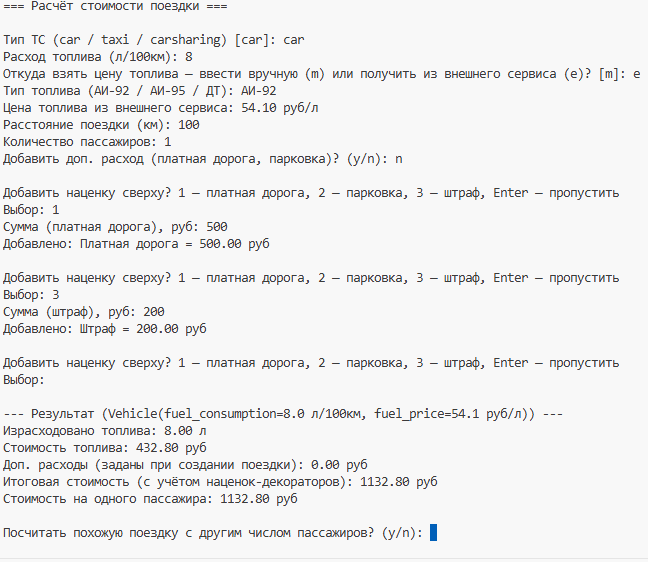 === Расчёт стоимости поездки ===
Тип ТС (car / taxi / carsharing) [car]: car
Расход топлива (л/100км): 8
Откуда взять цену топлива — ввести вручную (m) или получить из внешнего сервиса (e)? [m]: e
Тип топлива (АИ-92 / АИ-95 / ДТ): АИ-92
Цена топлива из внешнего сервиса: 54.10 руб/л
Расстояние поездки (км): 100
Количество пассажиров: 1
Добавить доп. расход (платная дорога, парковка)? (y/n): n
Добавить наценку сверху? 1 — платная дорога, 2 — парковка, 3 — штраф, Enter — пропустить
Выбор: 1
Сумма (платная дорога), руб: 500
Добавлено: Платная дорога = 500.00 руб
Добавить наценку сверху? 1 — платная дорога, 2 — парковка, 3 — штраф, Enter — пропустить
Выбор: 3
Сумма (штраф), руб: 200
Добавлено: Штраф = 200.00 руб
Добавить наценку сверху? 1 — платная дорога, 2 — парковка, 3 — штраф, Enter — пропустить
Выбор:
--- Результат (Vehicle(fuel_consumption=8.0 л/100км, fuel_price=54.1 руб/л)) ---
Израсходовано топлива: 8.00 л
Стоимость топлива: 432.80 руб
Доп. расходы (заданы при создании поездки): 0.00 руб
Итоговая стоимость (с учётом наценок-декораторов): 1132.80 руб
Стоимость на одного пассажира: 1132.80 руб
Посчитать похожую поездку с другим числом пассажиров? (y/n):